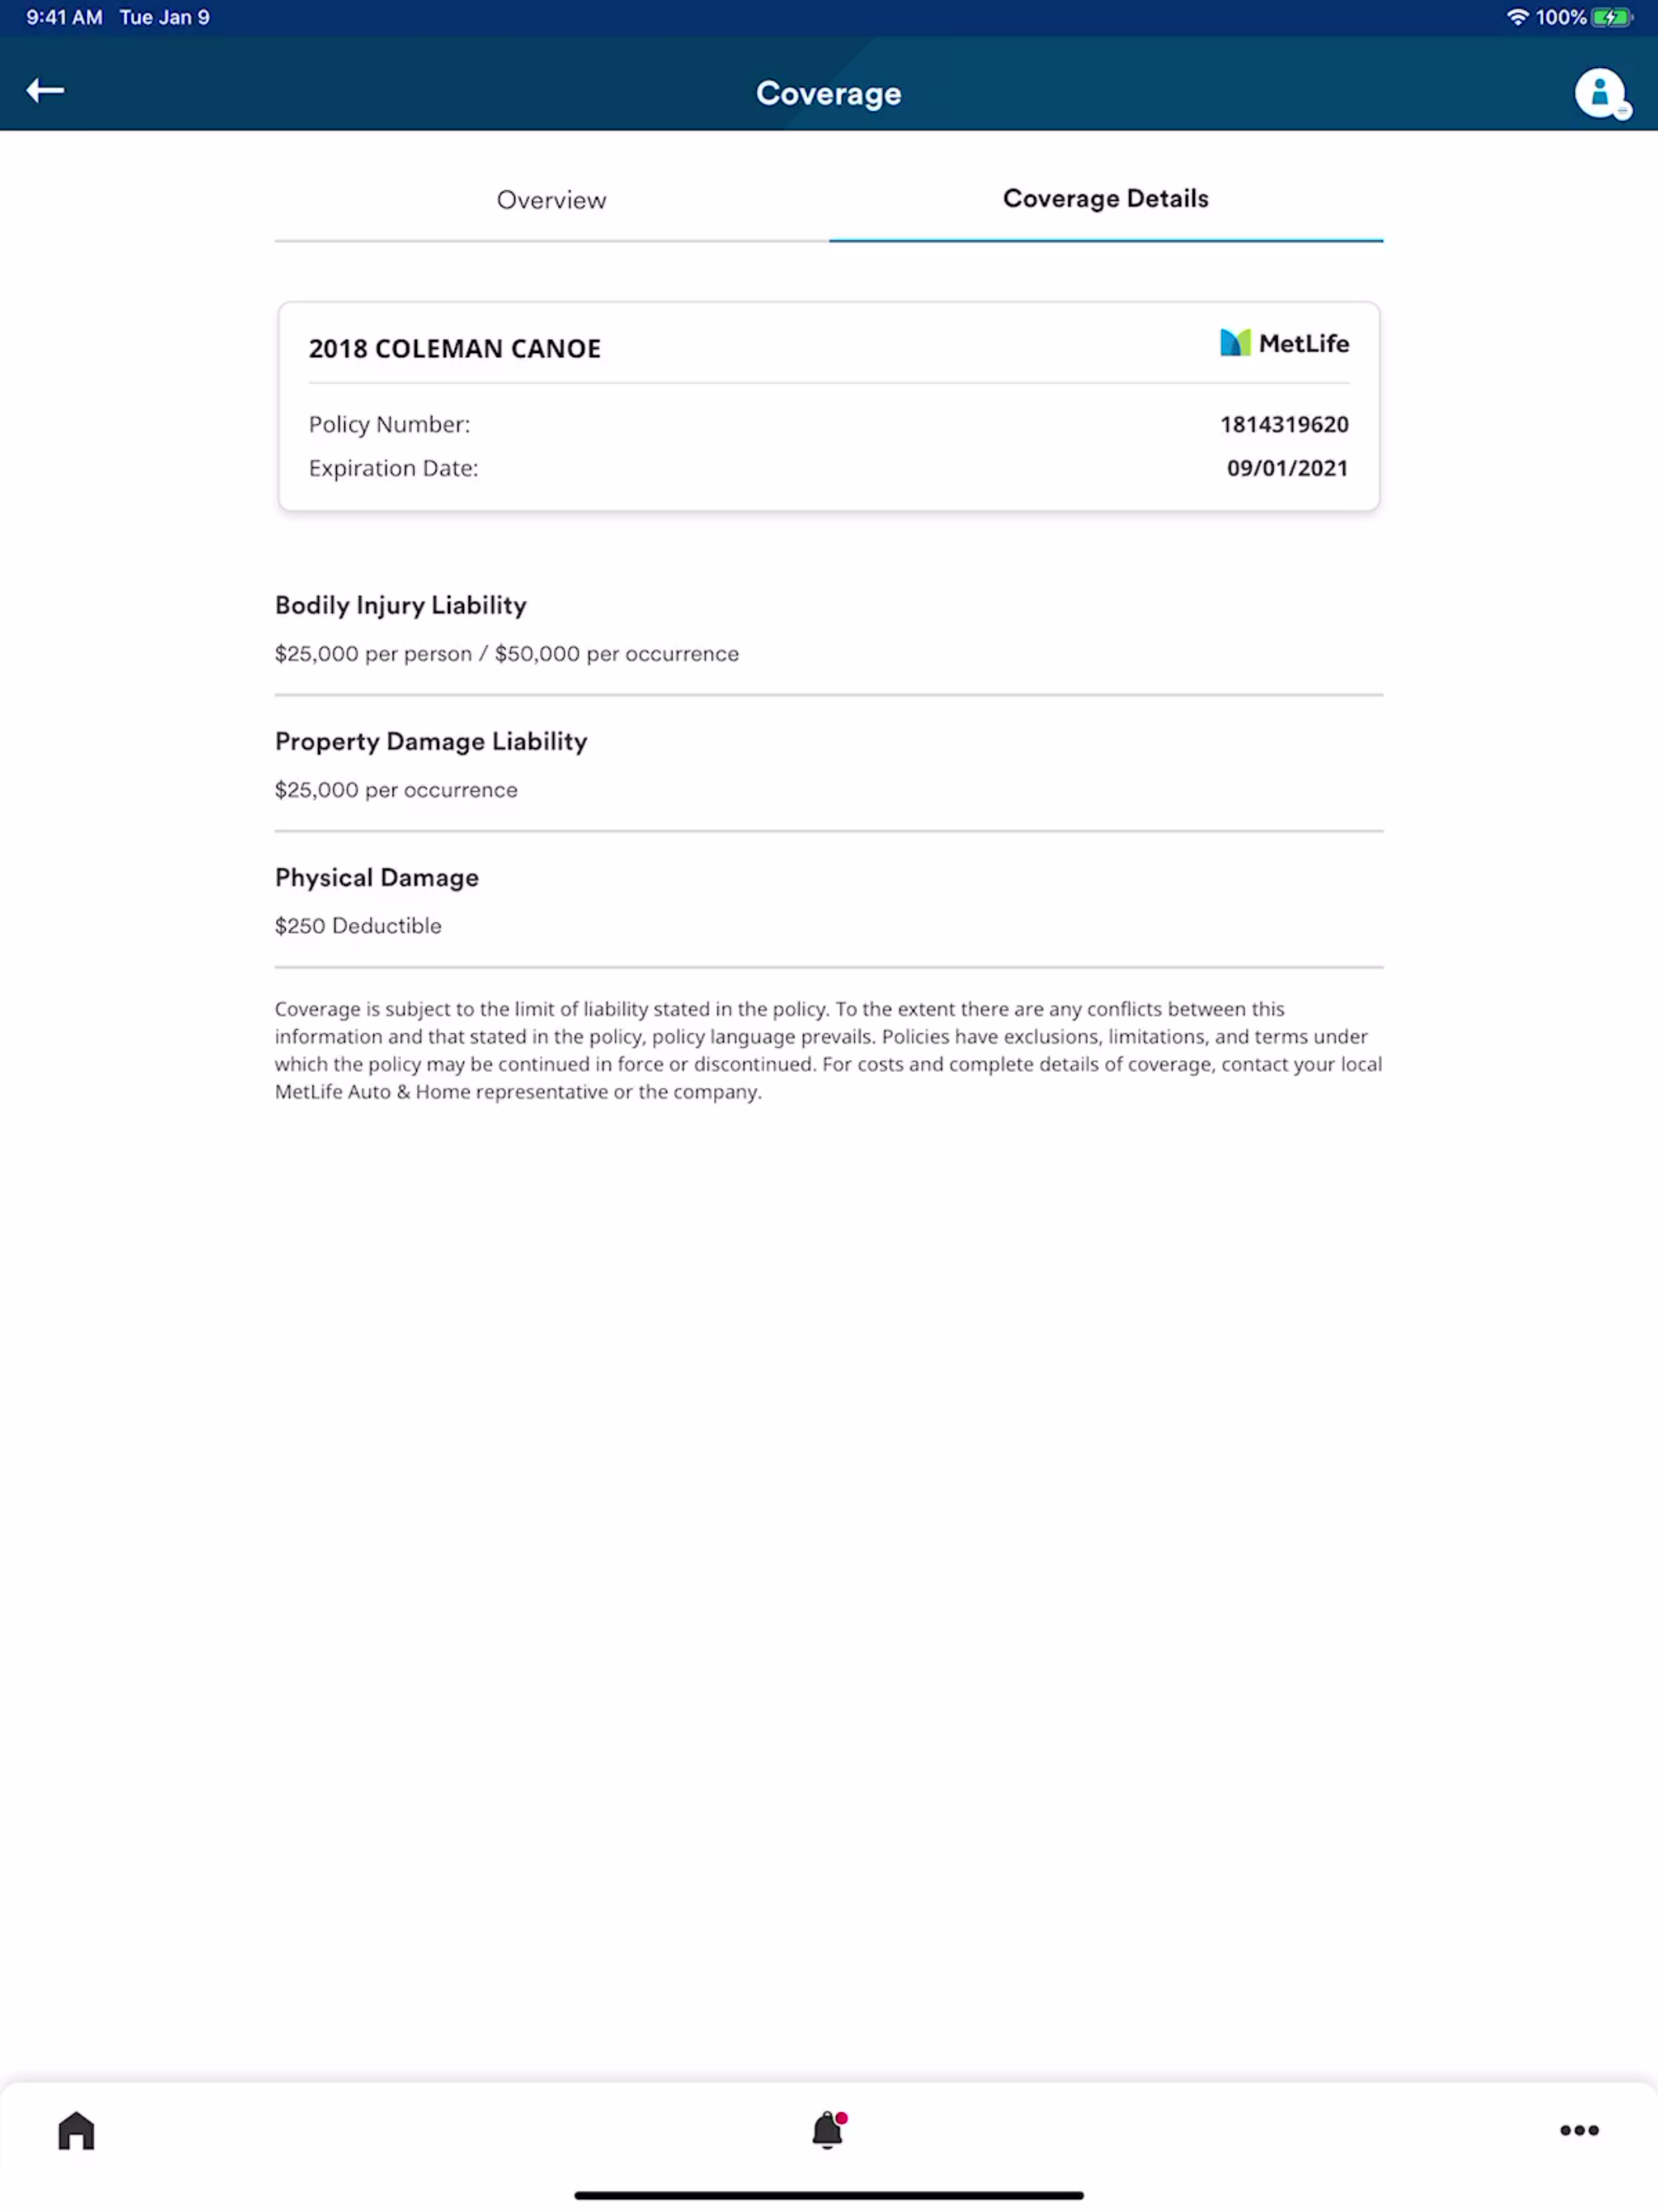 9:41 AM Tue Jan 9
100%
Coverage
Overview
Coverage Details
2018 COLEMAN CANOE
MetLife
Policy Number:
1814319620
Expiration Date:
09/01/2021
Bodily Injury Liability
$25,000 per person / $50,000 per occurrence
Property Damage Liability
$25,000 per occurrence
Physical Damage
$250 Deductible
Coverage is subject to the limit of liability stated in the policy. To the extent there are any conflicts between this
information and that stated in the policy, policy language prevails. Policies have exclusions, limitations, and terms under
which the policy may be continued in force or discontinued. For costs and complete details of coverage, contact your local
MetLife Auto & Home representative or the company.